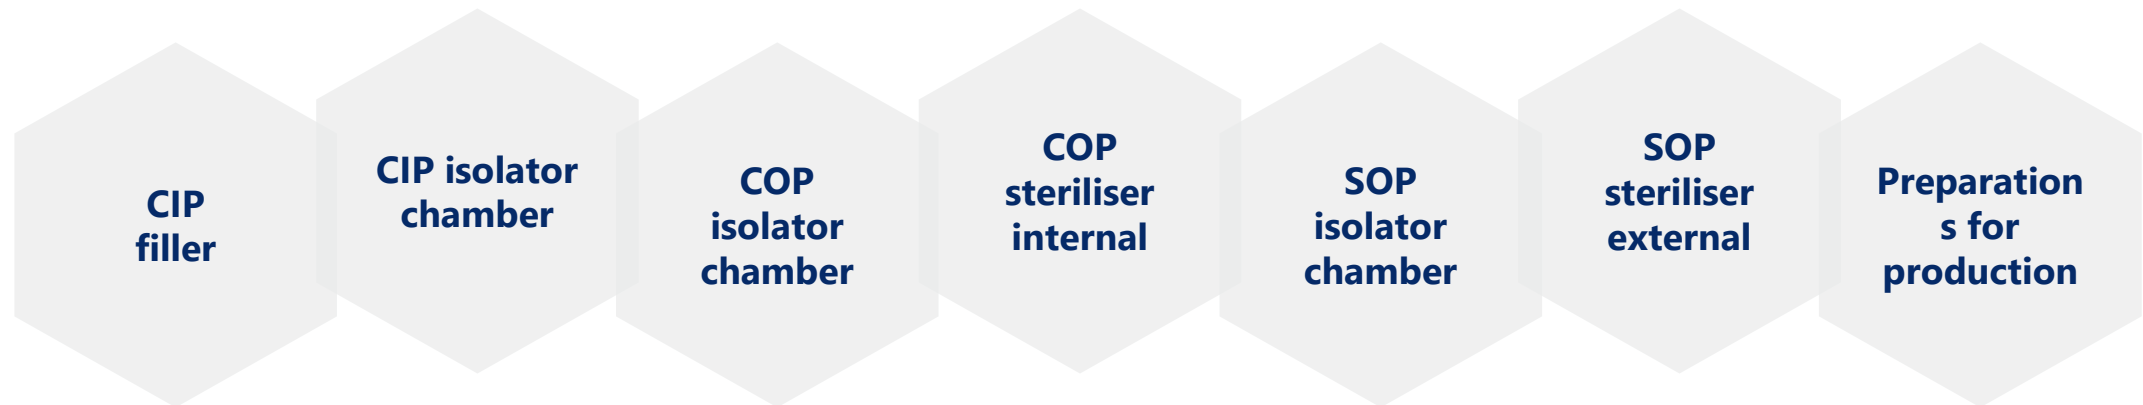 CIP
filler
CIP isolator
chamber
COP
isolator
chamber
COP
steriliser
internal
SOP
isolator
chamber
SOP
steriliser
external
Preparation
s for
production